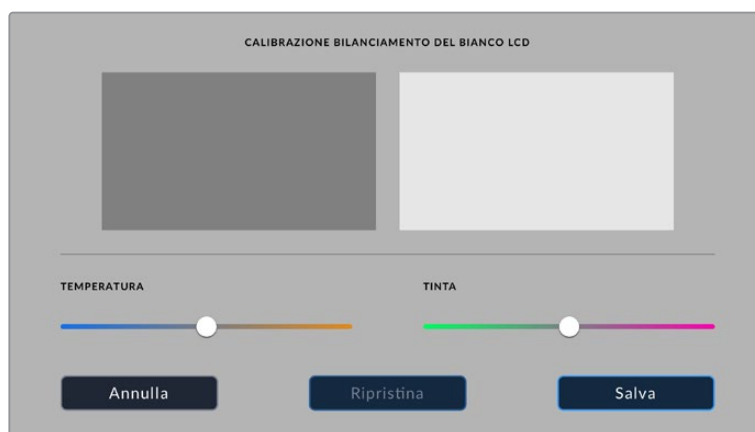 CALIBRAZIONE BILANCIAMENTO DEL BIANCO LCD
TEMPERATURA
TINTA
Annulla
Ripristina
Salva